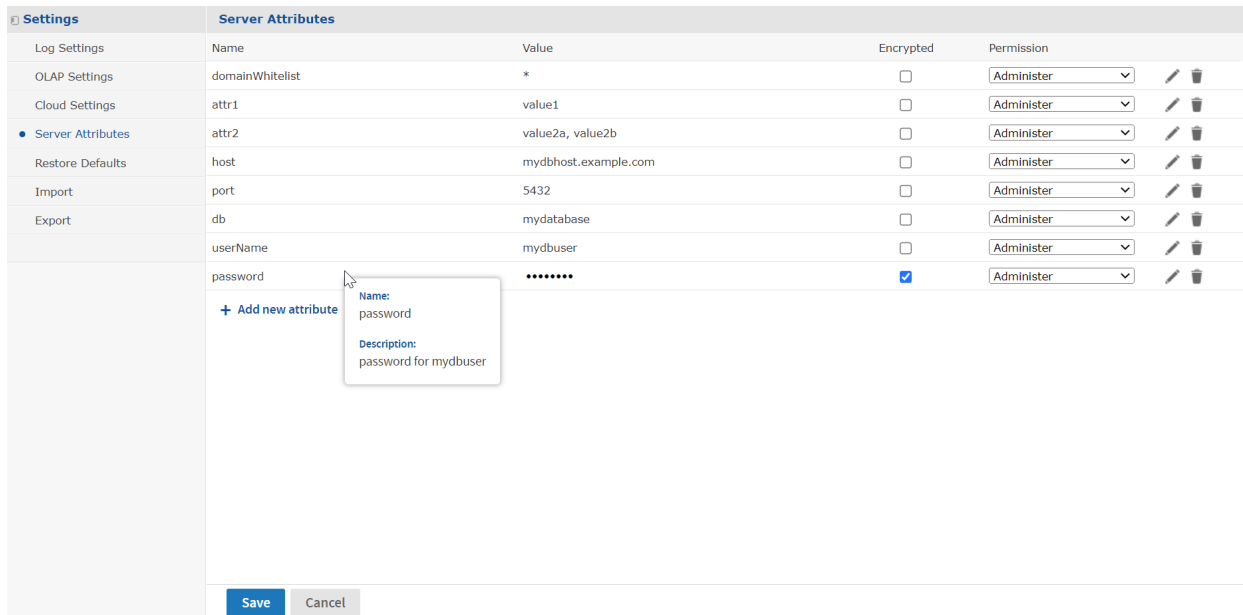 Settings
Server Attributes
Log Settings
Name Value Encrypted Permission
OLAP Settings
domainWhitelist * Administer
Cloud Settings
attr1 value1 Administer
Server Attributes
attr2 value2a, value2b Administer
Restore Defaults
host mydbhost.example.com Administer
Import
port 5432 Administer
Export
db mydatabase Administer
userName mydbuser Administer
password •••••••• Administer
+ Add new attribute
Name:
password
Description:
password for mydbuser
Save Cancel